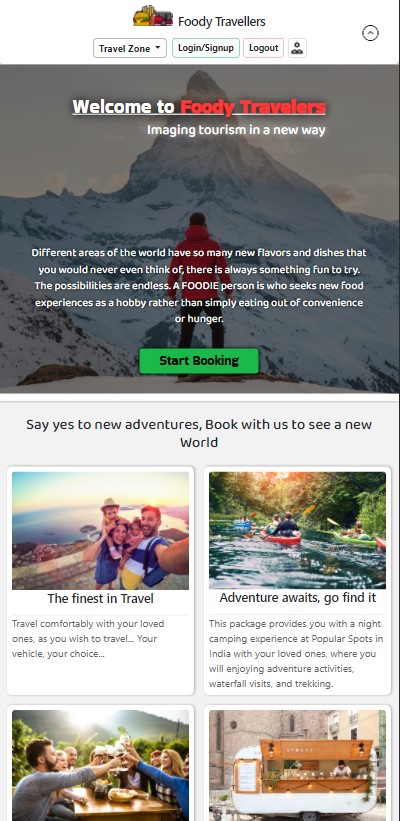 Foody Travellers
Travel Zone
Login/Signup
Logout
Welcome to Foody Travelers
Imaging tourism in a new way
Different areas of the world have so many new flavors and dishes that
you would never even think of, there is always something fun to try.
The possibilities are endless. A FOODIE person is who seeks new food
experiences as a hobby rather than simply eating out of convenience
or hunger.
Start Booking
Say yes to new adventures, Book with us to see a new
World
The finest in Travel
Travel comfortably with your loved
ones, as you wish to travel... Your
vehicle, your choice...
Adventure awaits, go find it
This package provides you with a night
camping experience at Popular Spots in
India with your loved ones, where you
will enjoying adventure activities,
waterfall visits, and trekking.